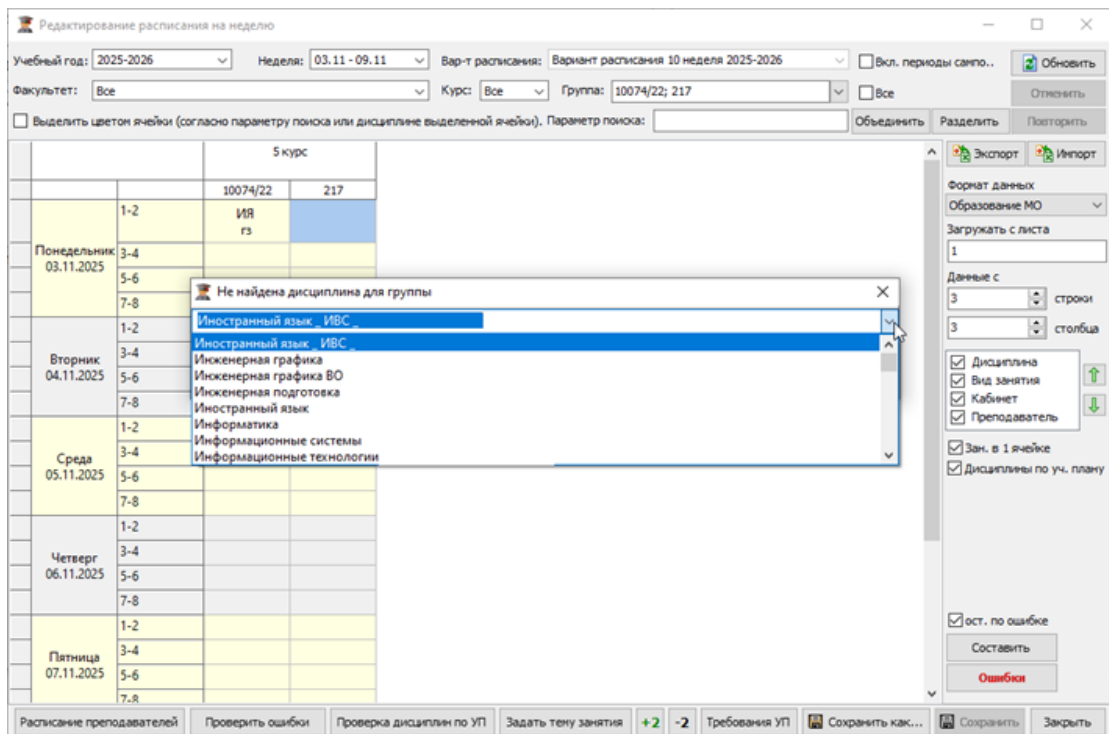 Редактирование расписания на неделю
Учебный год: 2025-2026 Неделя: 03.11 - 09.11 Вар-т расписания: Вариант расписания 10 неделя 2025-2026 Вкл. периоды сампо.. Обновить
Факультет: Все Курс: Все Группа: 10074/22; 217 Все Отменить
Выделить цветом ячейки (согласно параметру поиска или дисциплине выделенной ячейки). Параметр поиска: Объединить Разделить Повторить
5 курс
10074/22 217
Понедельник
03.11.2025
1-2
ИЯ
гз
3-4
5-6
7-8
Вторник
04.11.2025
1-2
3-4
5-6
7-8
Среда
05.11.2025
1-2
3-4
5-6
7-8
Четверг
06.11.2025
1-2
3-4
5-6
7-8
Пятница
07.11.2025
1-2
3-4
5-6
7-8
Не найдена дисциплина для группы
Иностранный язык _ ИВС _
Иностранный язык _ ИВС _
Инженерная графика
Инженерная графика ВО
Инженерная подготовка
Иностранный язык
Информатика
Информационные системы
Информационные технологии
Экспорт Импорт
Формат данных
Образование МО
Загружать с листа
1
Данные с
3 строки
3 столбца
Дисциплина
Вид занятия
Кабинет
Преподаватель
Зан. в 1 ячейке
Дисциплины по уч. плану
ост. по ошибке
Составить
Ошибки
Расписание преподавателей Проверить ошибки Проверка дисциплин по УП Задать тему занятия +2 -2 Требования УП Сохранить как... Сохранить Закрыть